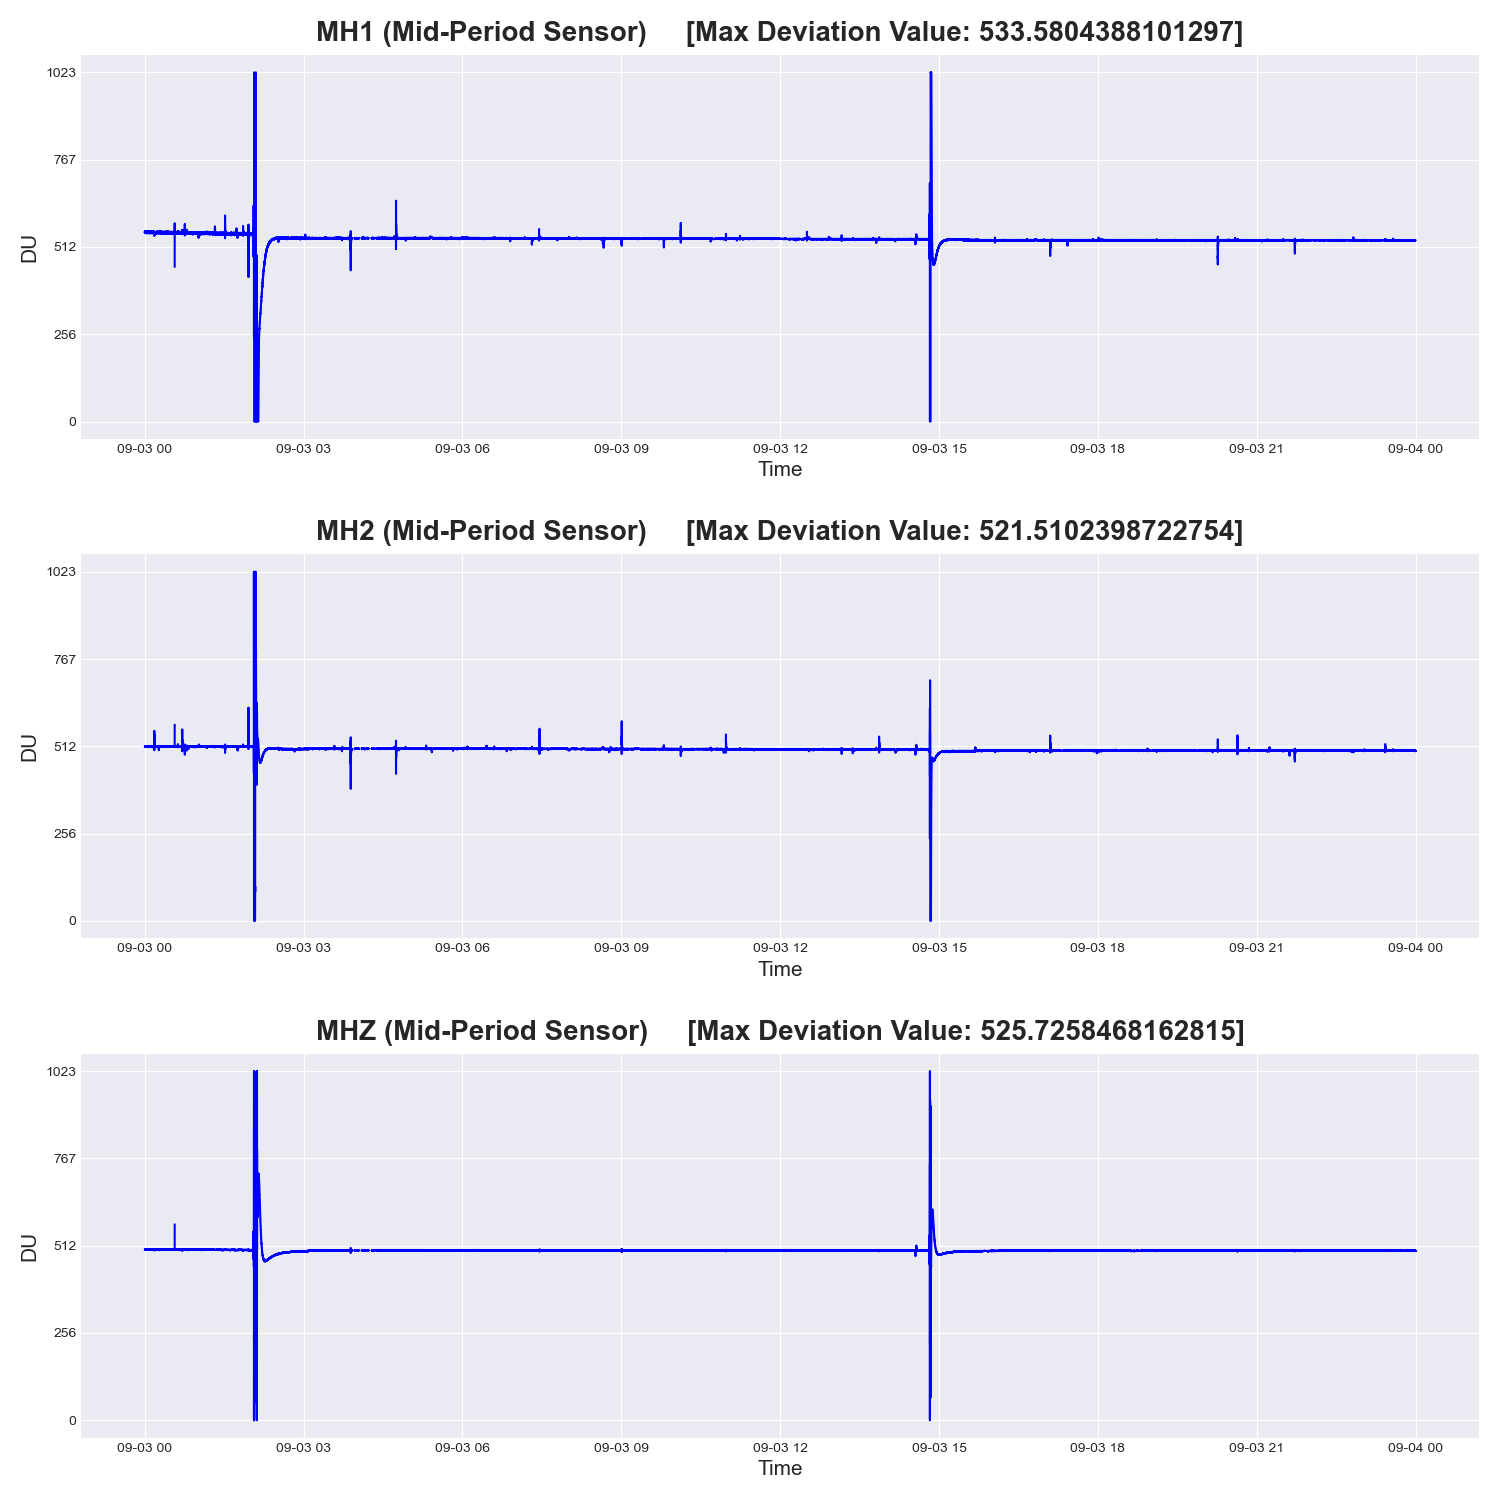 MH1 (Mid-Period Sensor) [Max Deviation Value: 533.5804388101297]
1023
767
512
256
0
DU
09-03 00 09-03 03 09-03 06 09-03 09 09-03 12 09-03 15 09-03 18 09-03 21 09-04 00
Time
MH2 (Mid-Period Sensor) [Max Deviation Value: 521.5102398722754]
1023
767
512
256
0
DU
09-03 00 09-03 03 09-03 06 09-03 09 09-03 12 09-03 15 09-03 18 09-03 21 09-04 00
Time
MHZ (Mid-Period Sensor) [Max Deviation Value: 525.7258468162815]
1023
767
512
256
0
DU
09-03 00 09-03 03 09-03 06 09-03 09 09-03 12 09-03 15 09-03 18 09-03 21 09-04 00
Time